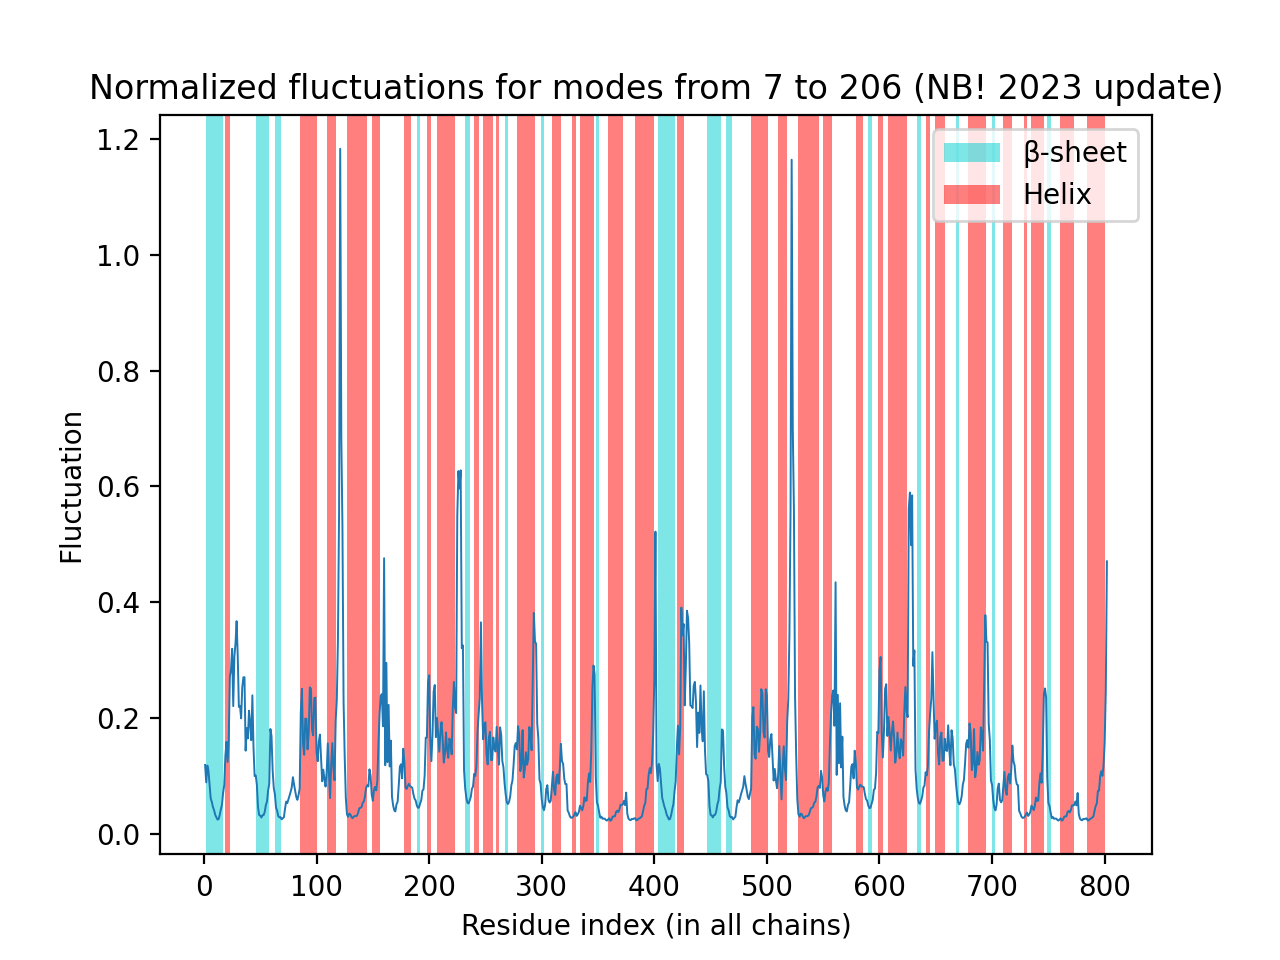 Normalized fluctuations for modes from 7 to 206 (NB! 2023 update)
1.2
1.0
0.8
0.6
0.4
0.2
0.0
Fluctuation
β-sheet
Helix
0 100 200 300 400 500 600 700 800
Residue index (in all chains)